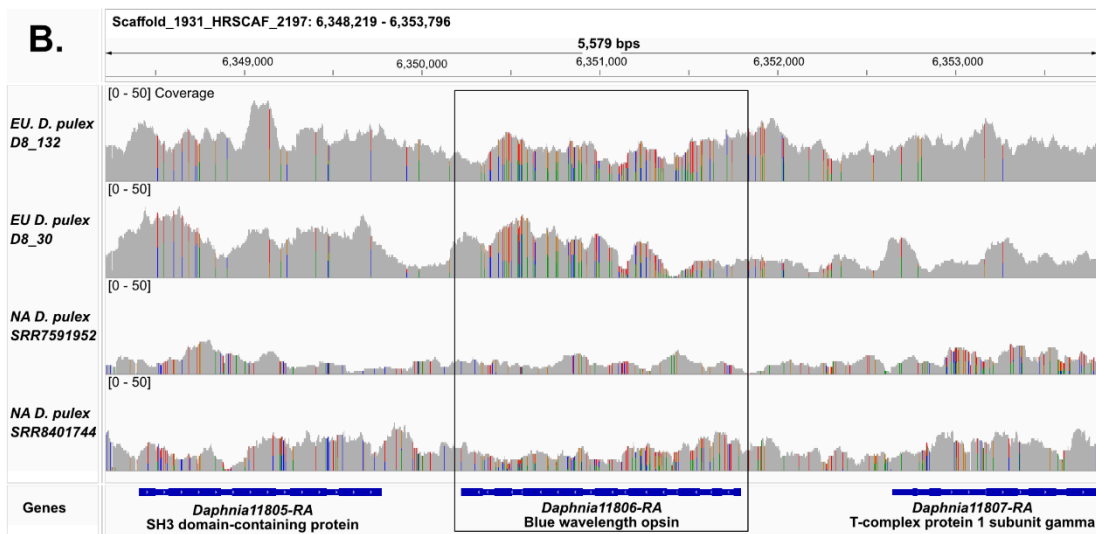 B.
Scaffold_1931_HRSCAF_2197: 6,348,219 - 6,353,796
5,579 bps
6,349,000 6,350,000 6,351,000 6,352,000 6,353,000
[0 - 50] Coverage
EU. D. pulex
D8_132
[0 - 50]
EU D. pulex
D8_30
[0 - 50]
NA D. pulex
SRR7591952
[0 - 50]
NA D. pulex
SRR8401744
Genes
Daphnia11805-RA
SH3 domain-containing protein
Daphnia11806-RA
Blue wavelength opsin
Daphnia11807-RA
T-complex protein 1 subunit gamma